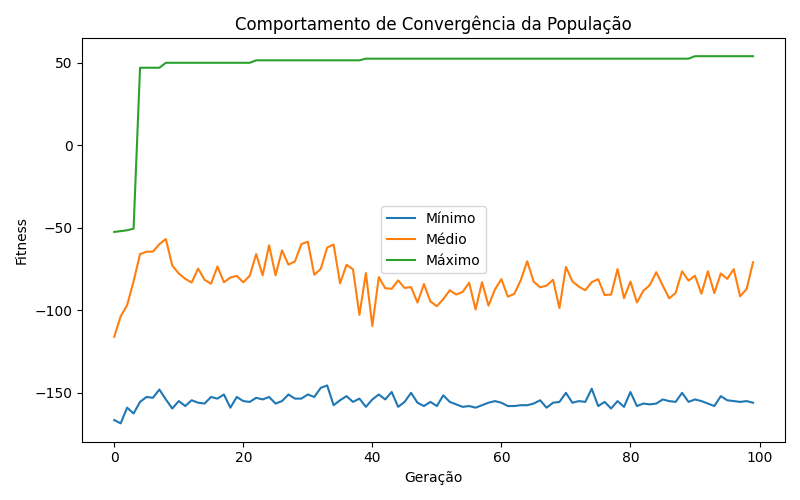 Comportamento de Convergência da População
Fitness
50
0
−50
−100
−150
Mínimo
Médio
Máximo
0
20
40
60
80
100
Geração